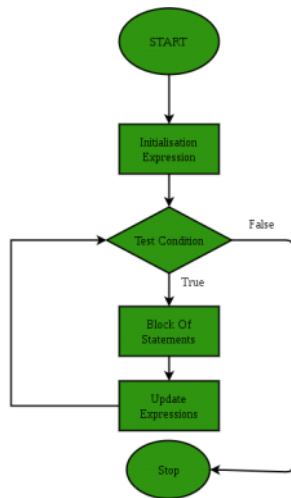 START
Initialisation
Expression
Test Condition
False
True
Block Of
Statements
Update
Expressions
Stop